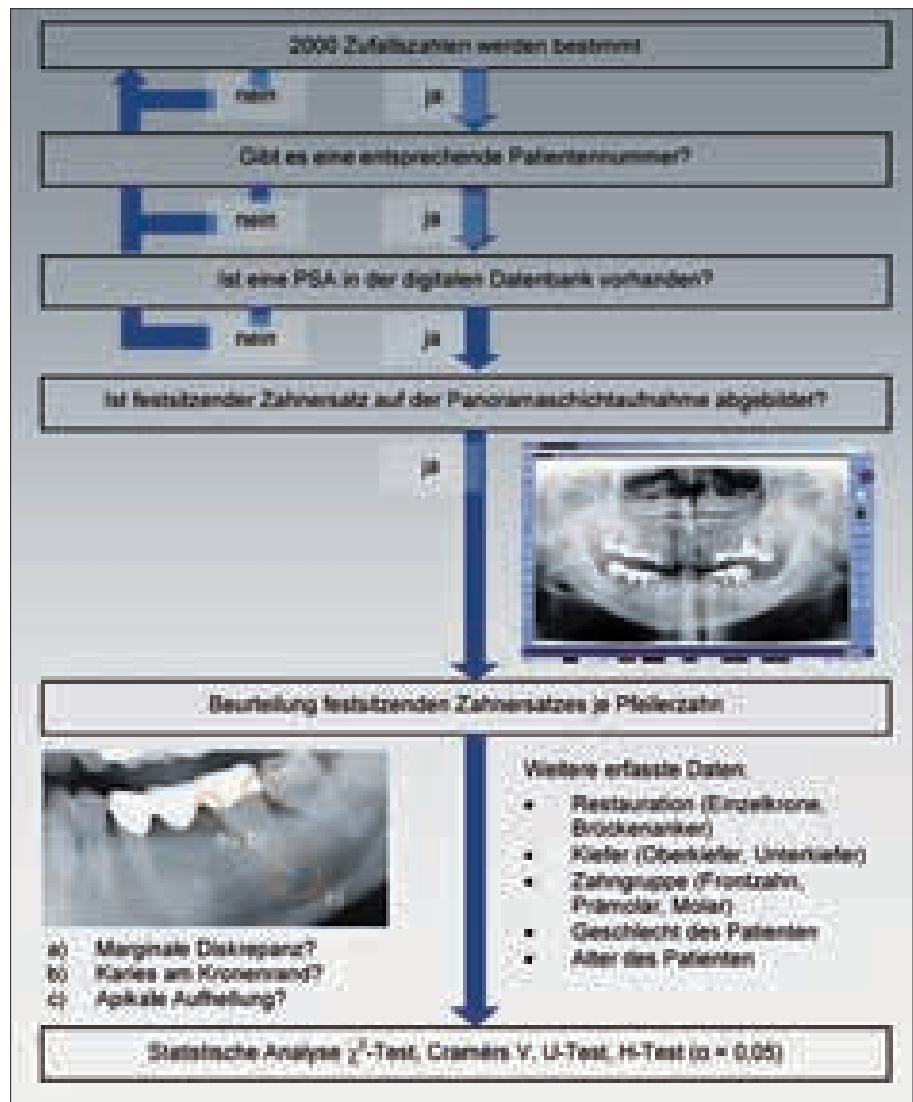 2000 Zufallszahlen werden bestimmt
nein
ja
Gibt es eine entsprechende Patientennummer?
nein
ja
Ist eine PSA in der digitalen Datenbank vorhanden?
nein
ja
Ist festsitzender Zahnersatz auf der Panoramaschichtaufnahme abgebildet?
ja
Beurteilung festsitzenden Zahnersatzes je Pfeilerzahn
a) Marginale Diskrepanz?
b) Karies am Kronenrand?
c) Apikale Aufhellung?
Weitere erfasste Daten:
• Restauration (Einzelkrone,
Brückenanker)
• Kiefer (Oberkiefer, Unterkiefer)
• Zahngruppe (Frontzahn,
Prämolar, Molar)
• Geschlecht des Patienten
• Alter des Patienten
Statistische Analyse χ²-Test, Cramérs V, U-Test, H-Test (α = 0,05)